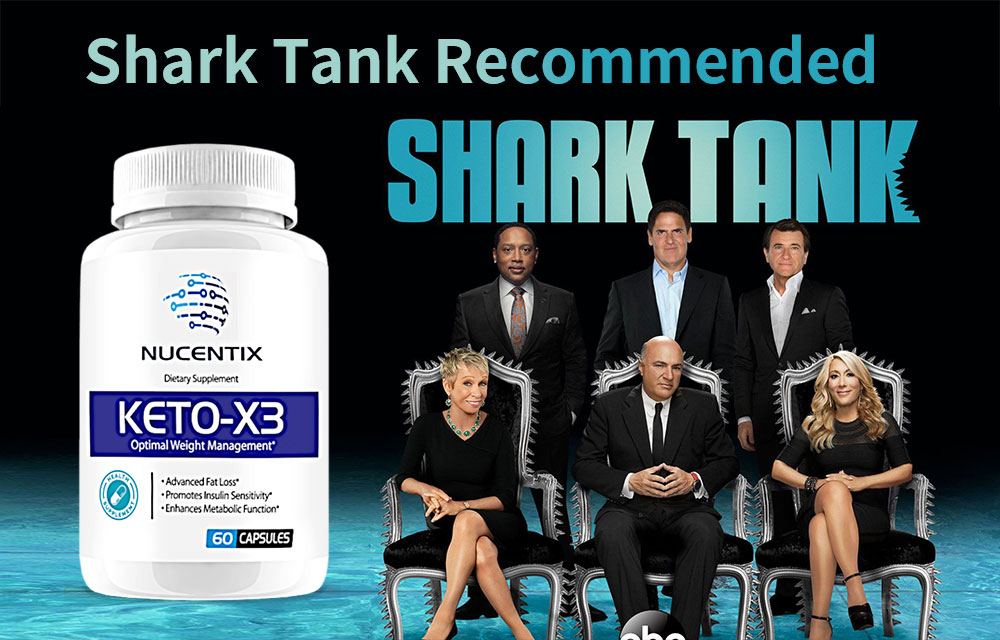 Shark Tank Recommended
SHARK TANK
NUCENTIX
Dietary Supplement
KETO-X3
Optimal Weight Management*
HEALTH
SUPPLEMENT
• Advanced Fat Loss*
• Promotes Insulin Sensitivity*
• Enhances Metabolic Function*
60 CAPSULES
abc